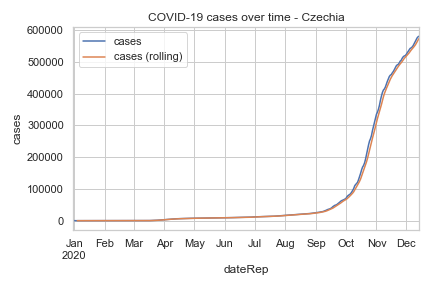 COVID-19 cases over time - Czechia
cases
cases (rolling)
600000
500000
400000
300000
200000
100000
0
cases
Jan Feb Mar Apr May Jun Jul Aug Sep Oct Nov Dec
2020
dateRep